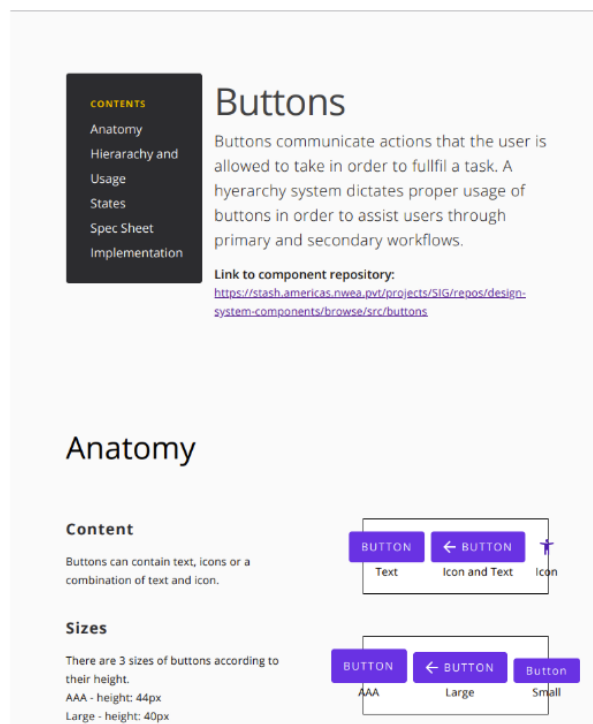 CONTENTS
Anatomy
Hierarachy and
Usage
States
Spec Sheet
Implementation
Buttons
Buttons communicate actions that the user is
allowed to take in order to fullfil a task. A
hyerarchy system dictates proper usage of
buttons in order to assist users through
primary and secondary workflows.
Link to component repository:
https://stash.americas.nwea.pvt/projects/SIG/repos/design-
system-components/browse/src/buttons
Anatomy
Content
Buttons can contain text, icons or a
combination of text and icon.
BUTTON BUTTON
Text Icon and Text Icon
Sizes
There are 3 sizes of buttons according to
their height.
AAA - height: 44px
Large - height: 40px
BUTTON BUTTON Button
AAA Large Small